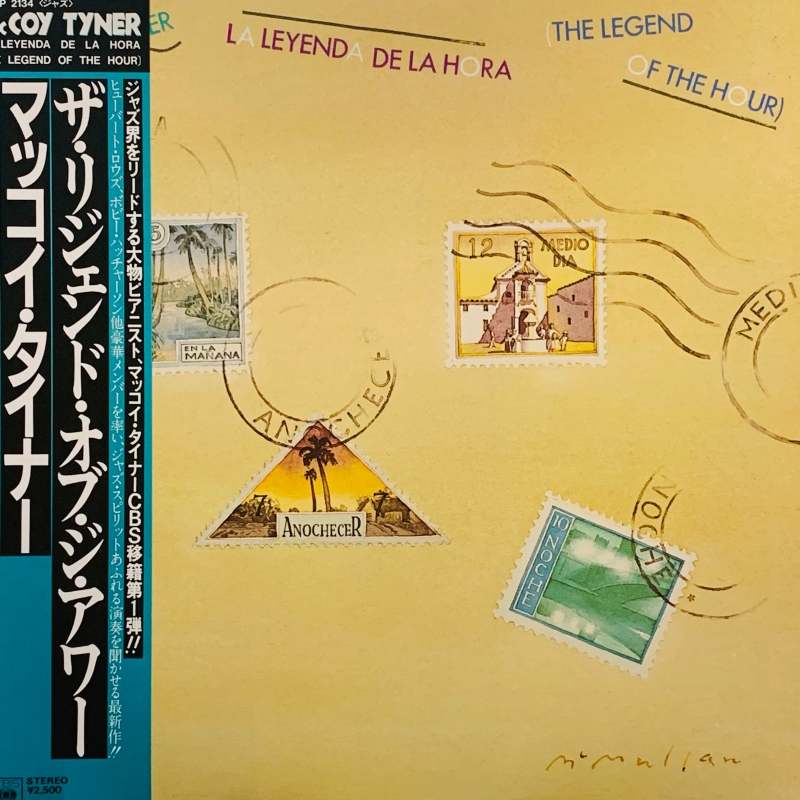 P 2134 〈ジャズ〉
COY TYNER
LEYENDA DE LA HORA
LEGEND OF THE HOUR)
ザ・リジェンド・オブ・ジ・アワー
マッコイ・タイナー
ジャズ界をリードする大物ピアニスト、マッコイ・タイナーCBS移籍第1弾!!
ヒューバート・ロウズ、ボビー・ハッチャーソン他豪華メンバーを率い、ジャズ・スピリットあふれる演奏を聞かせる最新作!!
STEREO
¥2,500
ER
LA LEYENDA DE LA HORA
(THE LEGEND
OF THE HOUR)
5
EN LA
MAÑANA
12 MEDIO
DIA
MEDI
ANOCHECE
7
ANOCHECER
7
NOCHE
10 NOCHE
McMullan